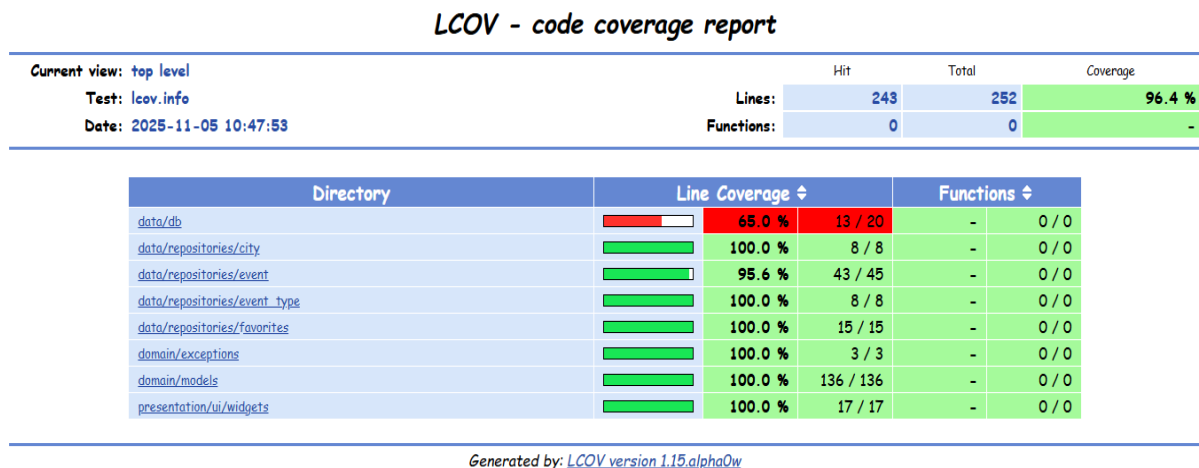 LCOV - code coverage report
Current view: top level Hit Total Coverage
Test: lcov.info Lines: 243 252 96.4 %
Date: 2025-11-05 10:47:53 Functions: 0 0 -
Directory Line Coverage Functions
data/db 65.0 % 13 / 20 - 0 / 0
data/repositories/city 100.0 % 8 / 8 - 0 / 0
data/repositories/event 95.6 % 43 / 45 - 0 / 0
data/repositories/event_type 100.0 % 8 / 8 - 0 / 0
data/repositories/favorites 100.0 % 15 / 15 - 0 / 0
domain/exceptions 100.0 % 3 / 3 - 0 / 0
domain/models 100.0 % 136 / 136 - 0 / 0
presentation/ui/widgets 100.0 % 17 / 17 - 0 / 0
Generated by: LCOV version 1.15.alpha0w